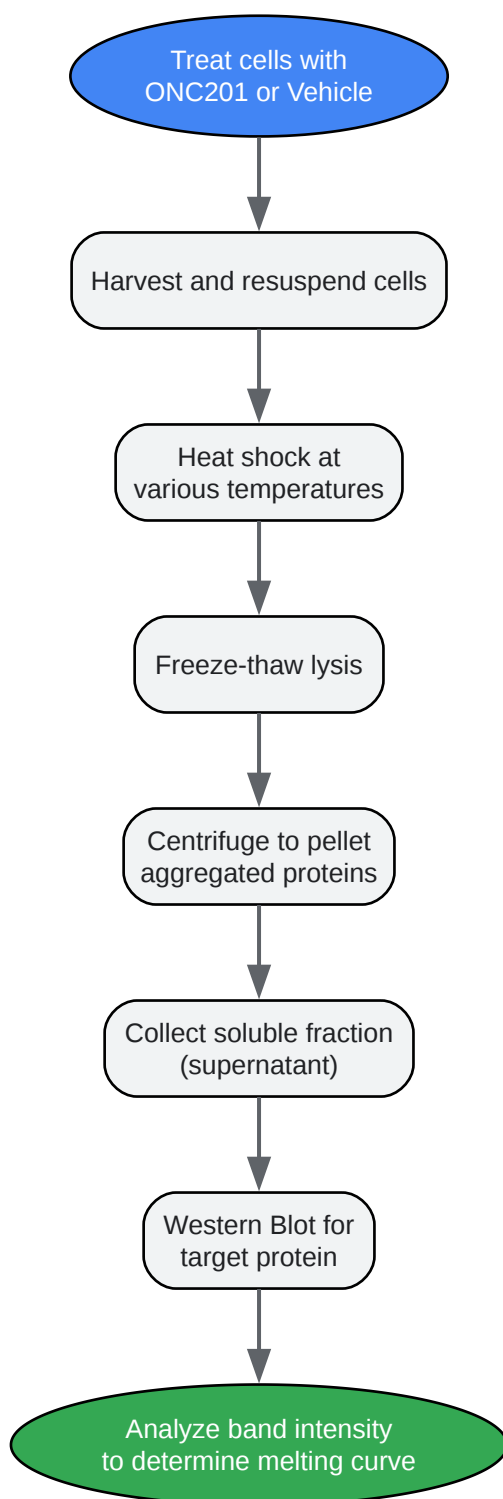 Treat cells with
ONC201 or Vehicle
Harvest and resuspend cells
Heat shock at
various temperatures
Freeze-thaw lysis
Centrifuge to pellet
aggregated proteins
Collect soluble fraction
(supernatant)
Western Blot for
target protein
Analyze band intensity
to determine melting curve